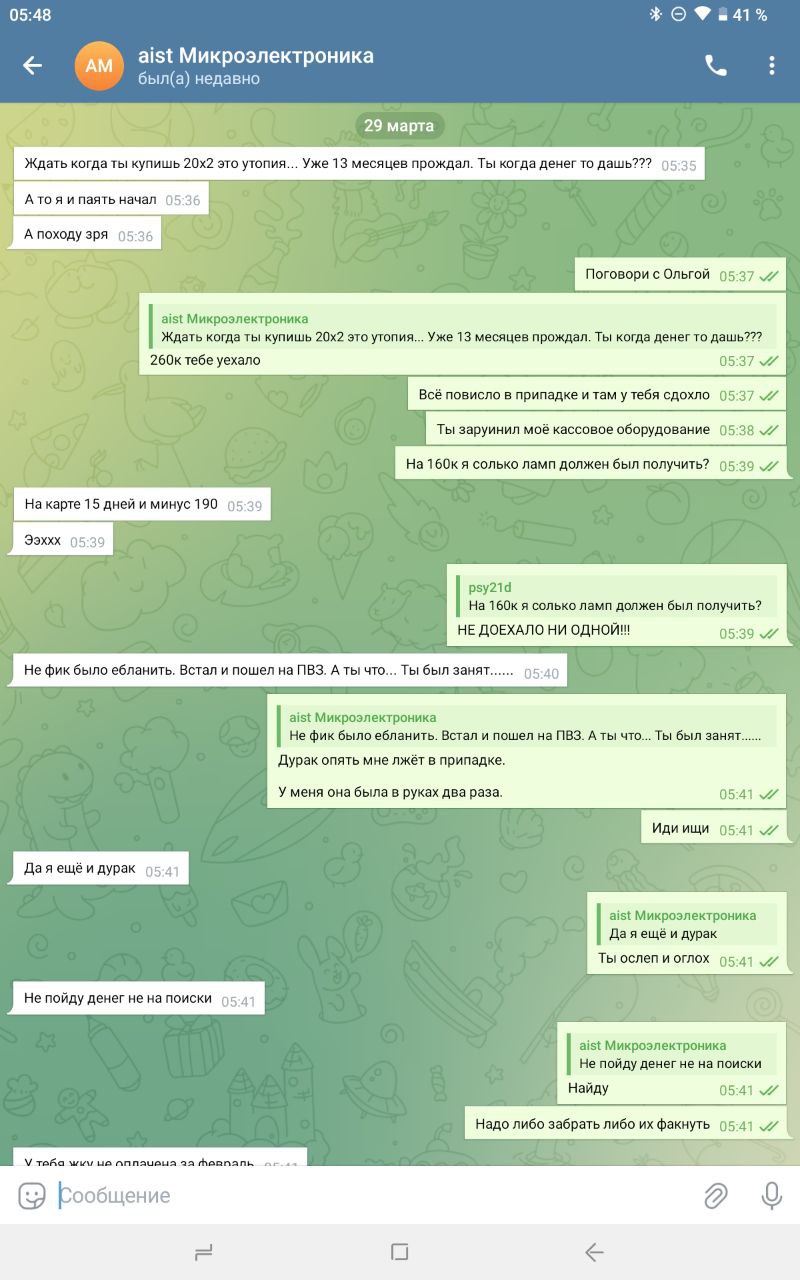 05:48
41 %
AM
aist Микроэлектроника
был(а) недавно
29 марта
Ждать когда ты купишь 20x2 это утопия... Уже 13 месяцев прождал. Ты когда денег то дашь??? 05:35
А то я и паять начал 05:36
А походу зря 05:36
Поговори с Ольгой 05:37
aist Микроэлектроника
Ждать когда ты купишь 20x2 это утопия... Уже 13 месяцев прождал. Ты когда денег то дашь???
260к тебе уехало 05:37
Всё повисло в припадке и там у тебя сдохло 05:37
Ты заруинил моё кассовое оборудование 05:38
На 160к я солько ламп должен был получить? 05:39
На карте 15 дней и минус 190 05:39
Ээххх 05:39
psy21d
На 160к я солько ламп должен был получить?
НЕ ДОЕХАЛО НИ ОДНОЙ!!! 05:39
Не фик было ебланить. Встал и пошел на ПВЗ. А ты что... Ты был занят...... 05:40
aist Микроэлектроника
Не фик было ебланить. Встал и пошел на ПВЗ. А ты что... Ты был занят......
Дурак опять мне лжёт в припадке.
У меня она была в руках два раза. 05:41
Иди ищи 05:41
Да я ещё и дурак 05:41
aist Микроэлектроника
Да я ещё и дурак
Ты ослеп и оглох 05:41
Не пойду денег не на поиски 05:41
aist Микроэлектроника
Не пойду денег не на поиски
Найду 05:41
Надо либо забрать либо их факнуть 05:41
У тебя жку не оплачена за февраль 05:41
Сообщение